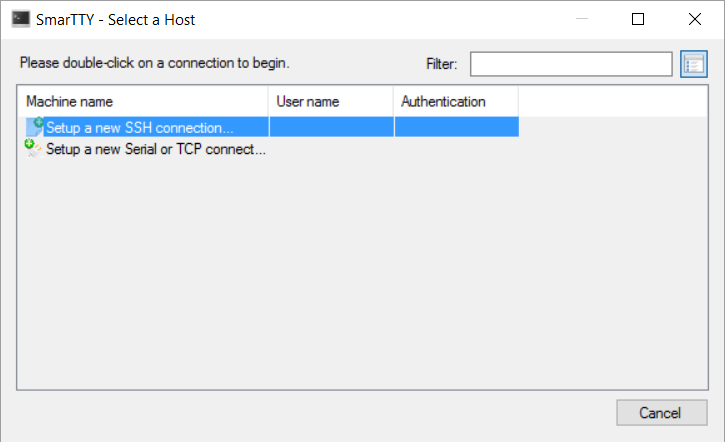 SmarTTY - Select a Host
Please double-click on a connection to begin.
Filter:
Machine name User name Authentication
Setup a new SSH connection...
Setup a new Serial or TCP connect...
Cancel